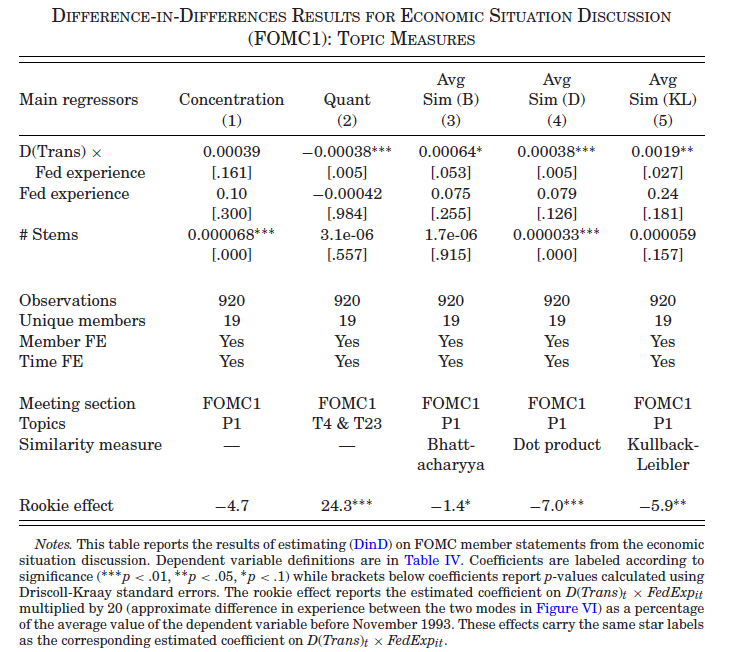 DIFFERENCE-IN-DIFFERENCES RESULTS FOR ECONOMIC SITUATION DISCUSSION
(FOMC1): TOPIC MEASURES
Avg Avg Avg
Main regressors Concentration Quant Sim (B) Sim (D) Sim (KL)
(1) (2) (3) (4) (5)
D(Trans) × 0.00039 −0.00038*** 0.00064* 0.00038*** 0.0019**
Fed experience [.161] [.005] [.053] [.005] [.027]
Fed experience 0.10 −0.00042 0.075 0.079 0.24
[.300] [.984] [.255] [.126] [.181]
# Stems 0.000068*** 3.1e-06 1.7e-06 0.000033*** 0.000059
[.000] [.557] [.915] [.000] [.157]
Observations 920 920 920 920 920
Unique members 19 19 19 19 19
Member FE Yes Yes Yes Yes Yes
Time FE Yes Yes Yes Yes Yes
Meeting section FOMC1 FOMC1 FOMC1 FOMC1 FOMC1
Topics P1 T4 & T23 P1 P1 P1
Similarity measure — — Bhatt- Dot product Kullback-
acharyya Leibler
Rookie effect −4.7 24.3*** −1.4* −7.0*** −5.9**
Notes. This table reports the results of estimating (DinD) on FOMC member statements from the economic
situation discussion. Dependent variable definitions are in Table IV. Coefficients are labeled according to
significance (***p < .01, **p < .05, *p < .1) while brackets below coefficients report p-values calculated using
Driscoll-Kraay standard errors. The rookie effect reports the estimated coefficient on D(Trans)t × FedExpit
multiplied by 20 (approximate difference in experience between the two modes in Figure VI) as a percentage
of the average value of the dependent variable before November 1993. These effects carry the same star labels
as the corresponding estimated coefficient on D(Trans)t × FedExpit.